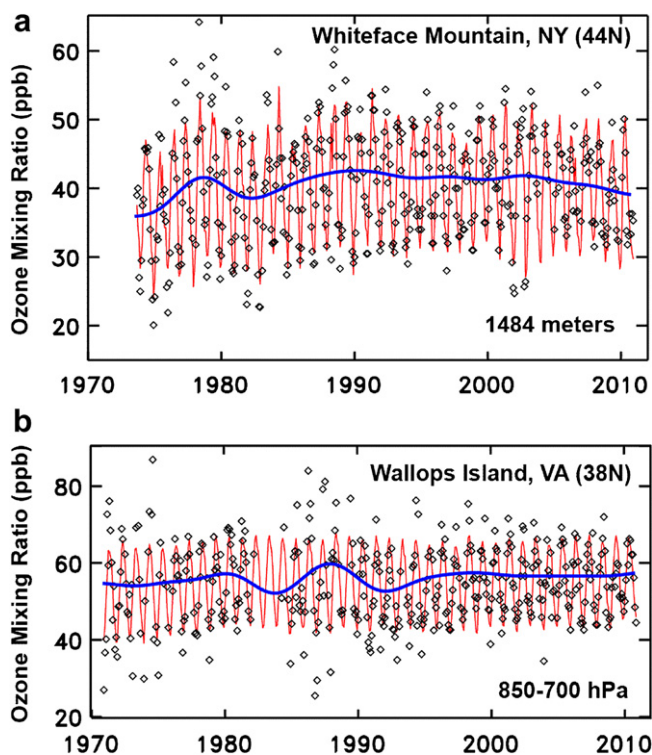 a
Whiteface Mountain, NY (44N)
Ozone Mixing Ratio (ppb)
60
50
40
30
20
1484 meters
1970 1980 1990 2000 2010
b
Wallops Island, VA (38N)
Ozone Mixing Ratio (ppb)
80
60
40
20
850-700 hPa
1970 1980 1990 2000 2010